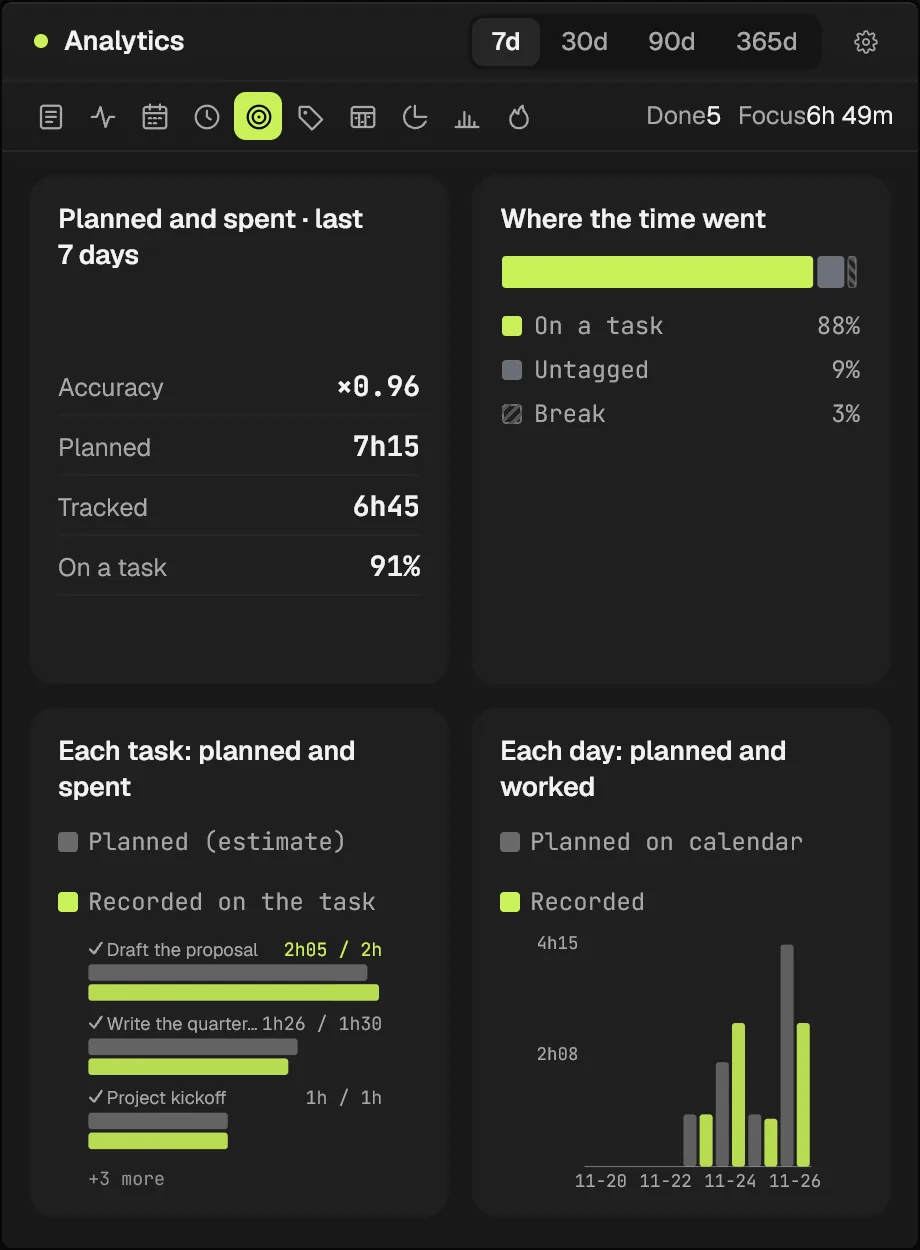 Analytics
7d 30d 90d 365d
Done5 Focus6h 49m
Planned and spent · last
7 days
Accuracy ×0.96
Planned 7h15
Tracked 6h45
On a task 91%
Where the time went
On a task 88%
Untagged 9%
Break 3%
Each task: planned and
spent
Planned (estimate)
Recorded on the task
Draft the proposal 2h05 / 2h
Write the quarter… 1h26 / 1h30
Project kickoff 1h / 1h
+3 more
Each day: planned and
worked
Planned on calendar
Recorded
4h15
2h08
11-20 11-22 11-24 11-26